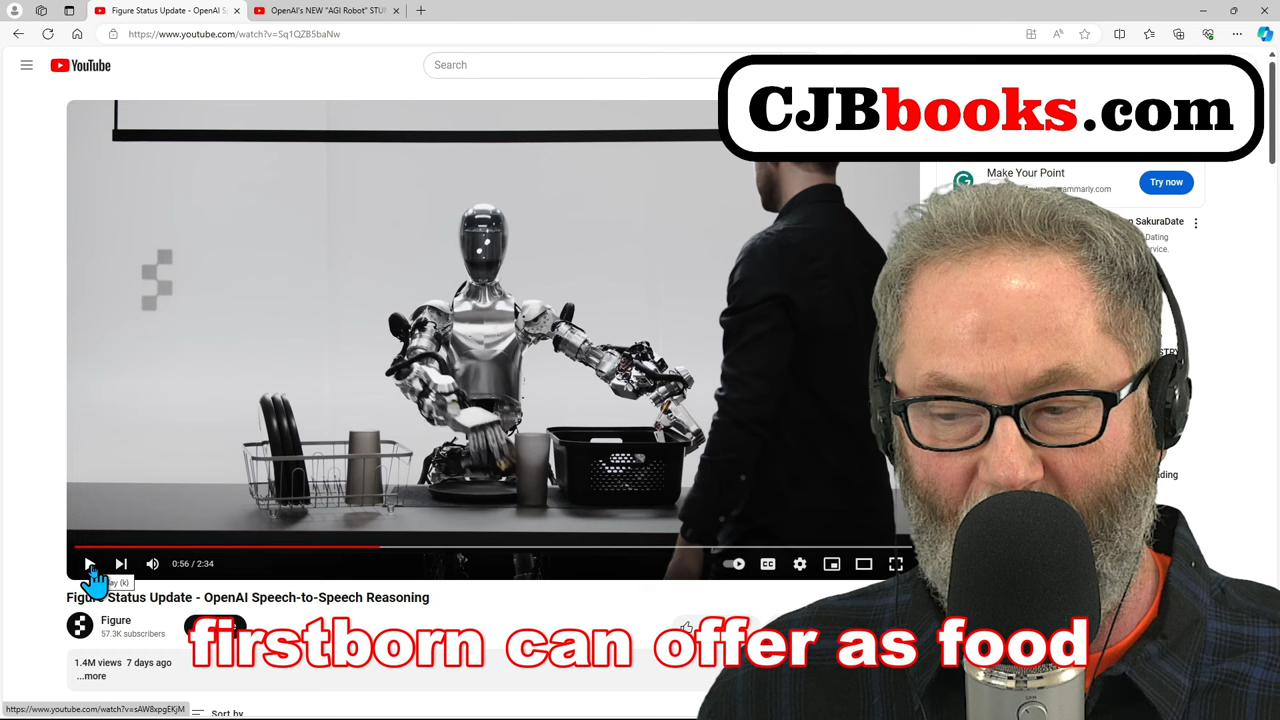 Figure Status Update - OpenAI S
OpenAI's NEW "AGI Robot" STU
https://www.youtube.com/watch?v=Sq1QZB5baNw
YouTube
Search
CJBbooks.com
Make Your Point
grammarly.com
Try now
SakuraDate
Dating
0:56 / 2:34
(k)
Figure Status Update - OpenAI Speech-to-Speech Reasoning
Figure
57.3K subscribers
firstborn can offer as food
1.4M views 7 days ago
...more
https://www.youtube.com/watch?v=sAW8xpgEKjM
Sort by